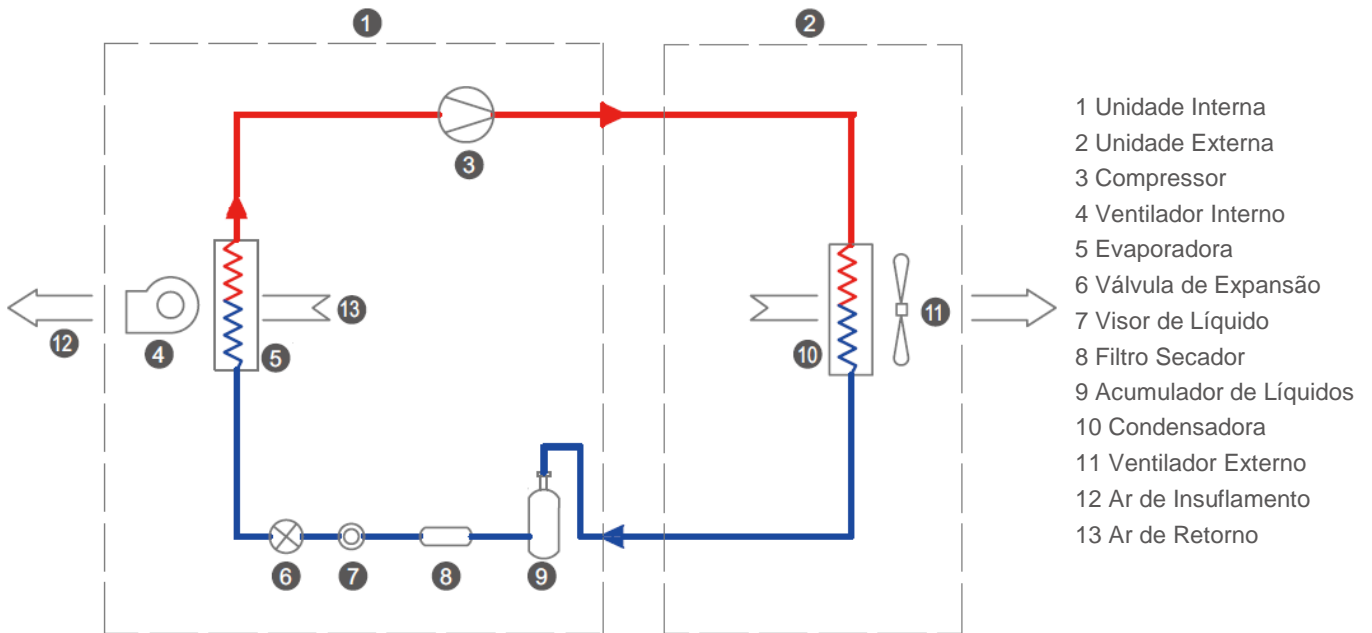 1
2
3
4
5
6
7
8
9
10
11
12
13
1 Unidade Interna
2 Unidade Externa
3 Compressor
4 Ventilador Interno
5 Evaporadora
6 Válvula de Expansão
7 Visor de Líquido
8 Filtro Secador
9 Acumulador de Líquidos
10 Condensadora
11 Ventilador Externo
12 Ar de Insuflamento
13 Ar de Retorno